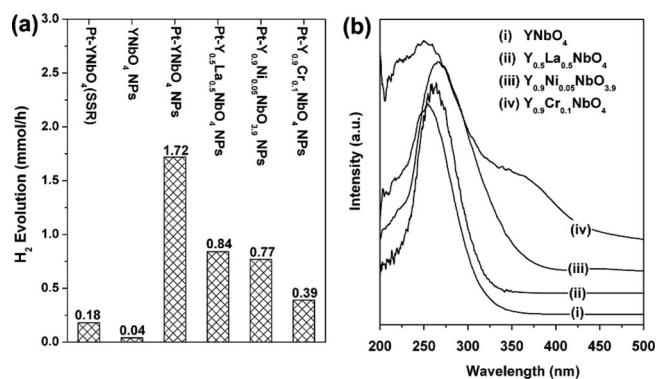 (a)
H2 Evolution (mmol/h)
3.0
2.5
2.0
1.5
1.0
0.5
0.0
Pt-YNbO4(SSR)
YNbO4 NPs
Pt-YNbO4 NPs
Pt-Y0.5La0.5NbO4 NPs
Pt-Y0.9Ni0.05NbO3.9 NPs
Pt-Y0.9Cr0.1NbO4 NPs
0.18
0.04
1.72
0.84
0.77
0.39
(b)
Intensity (a.u.)
(i) YNbO4
(ii) Y0.5La0.5NbO4
(iii) Y0.9Ni0.05NbO3.9
(iv) Y0.9Cr0.1NbO4
(iv)
(iii)
(ii)
(i)
200 250 300 350 400 450 500
Wavelength (nm)